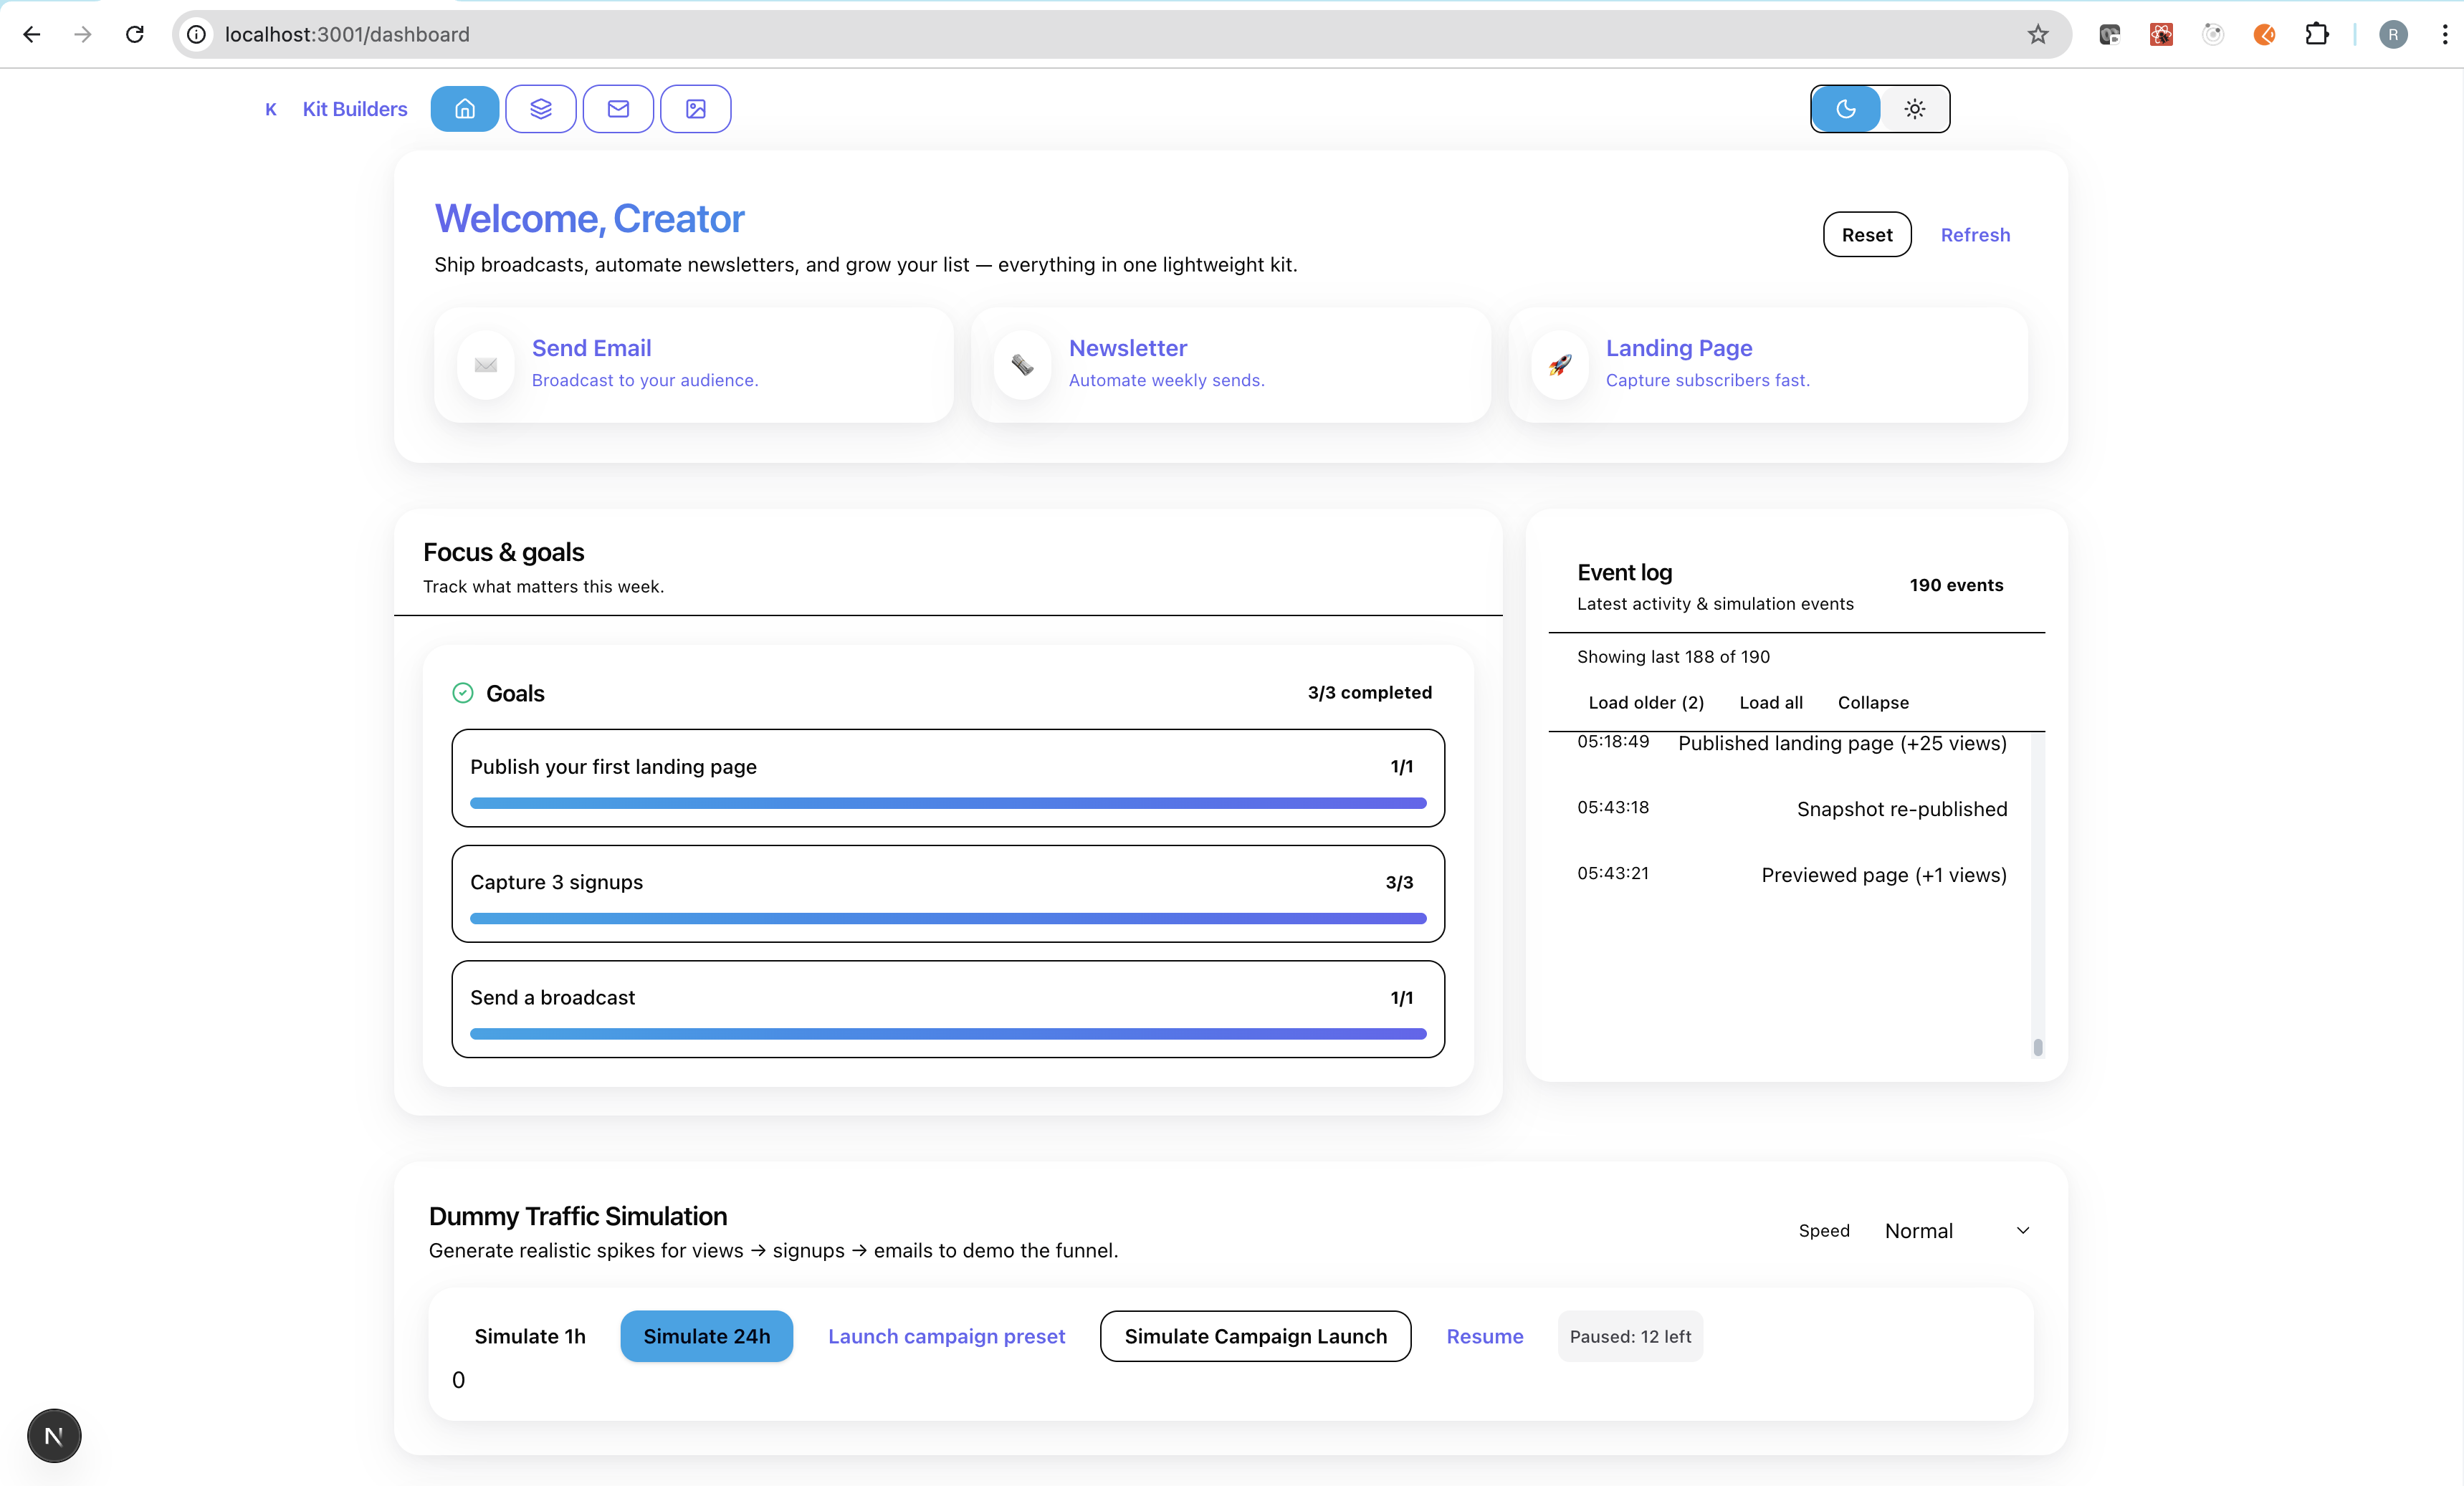 localhost:3001/dashboard
R
K Kit Builders
Welcome, Creator
Ship broadcasts, automate newsletters, and grow your list — everything in one lightweight kit.
Reset
Refresh
Send Email
Broadcast to your audience.
Newsletter
Automate weekly sends.
Landing Page
Capture subscribers fast.
Focus & goals
Track what matters this week.
Goals
3/3 completed
Publish your first landing page
1/1
Capture 3 signups
3/3
Send a broadcast
1/1
Event log
Latest activity & simulation events
190 events
Showing last 188 of 190
Load older (2)
Load all
Collapse
05:18:49 Published landing page (+25 views)
05:43:18 Snapshot re-published
05:43:21 Previewed page (+1 views)
Dummy Traffic Simulation
Generate realistic spikes for views → signups → emails to demo the funnel.
Speed
Normal
Simulate 1h
Simulate 24h
Launch campaign preset
Simulate Campaign Launch
Resume
Paused: 12 left
0
N